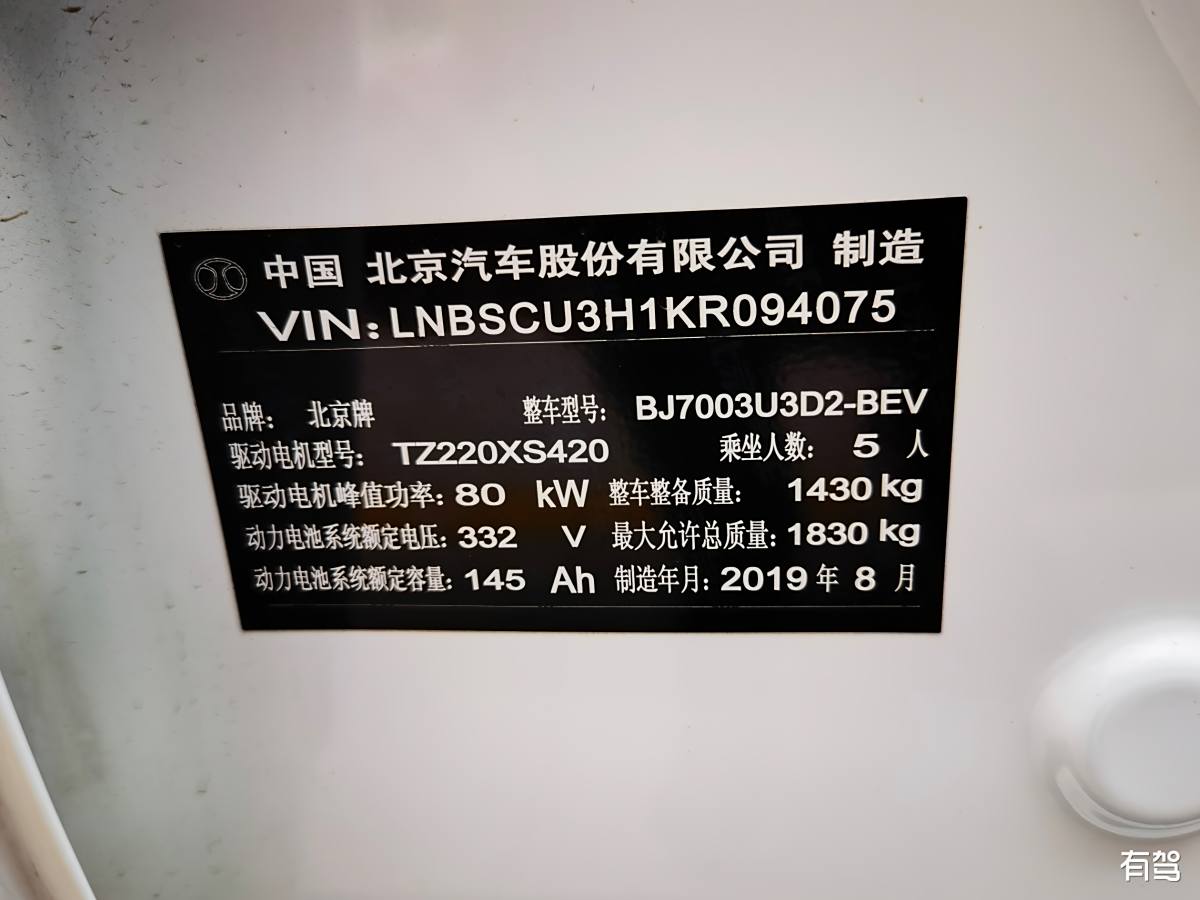 中国 北京汽车股份有限公司 制造
VIN:LNBSCU3H1KR094075
品牌: 北京牌 整车型号: BJ7003U3D2-BEV
驱动电机型号: TZ220XS420 乘坐人数: 5 人
驱动电机峰值功率: 80 kW 整车整备质量: 1430 kg
动力电池系统额定电压: 332 V 最大允许总质量: 1830 kg
动力电池系统额定容量: 145 Ah 制造年月: 2019 年 8 月
有驾